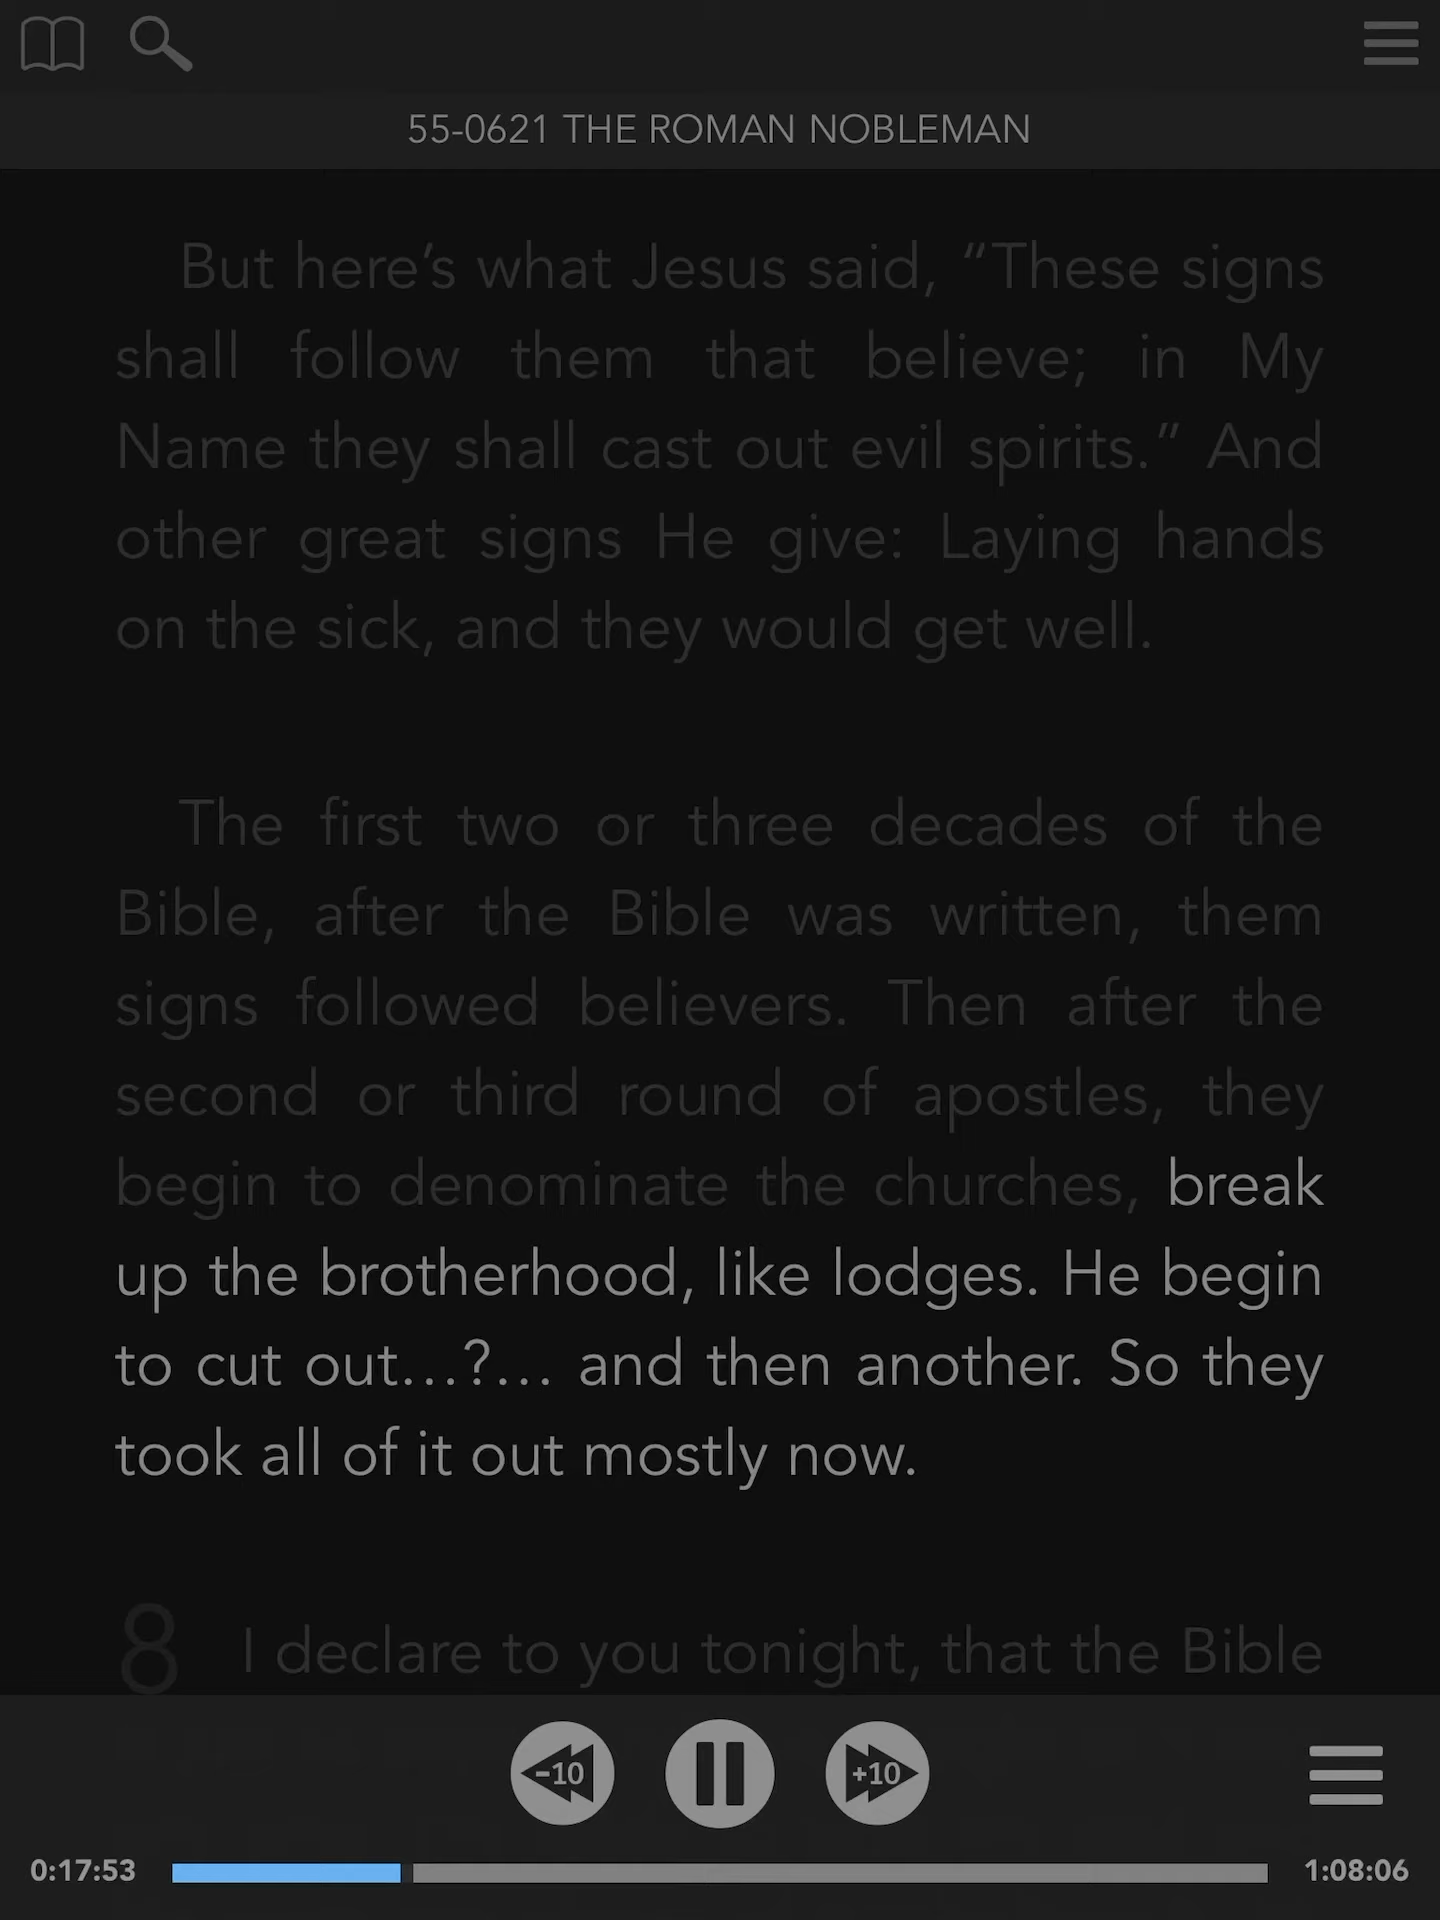 55-0621 THE ROMAN NOBLEMAN
But here’s what Jesus said, “These signs
shall follow them that believe; in My
Name they shall cast out evil spirits.” And
other great signs He give: Laying hands
on the sick, and they would get well.
The first two or three decades of the
Bible, after the Bible was written, them
signs followed believers. Then after the
second or third round of apostles, they
begin to denominate the churches, break
up the brotherhood, like lodges. He begin
to cut out…?… and then another. So they
took all of it out mostly now.
8 I declare to you tonight, that the Bible
-10 +10
0:17:53 1:08:06